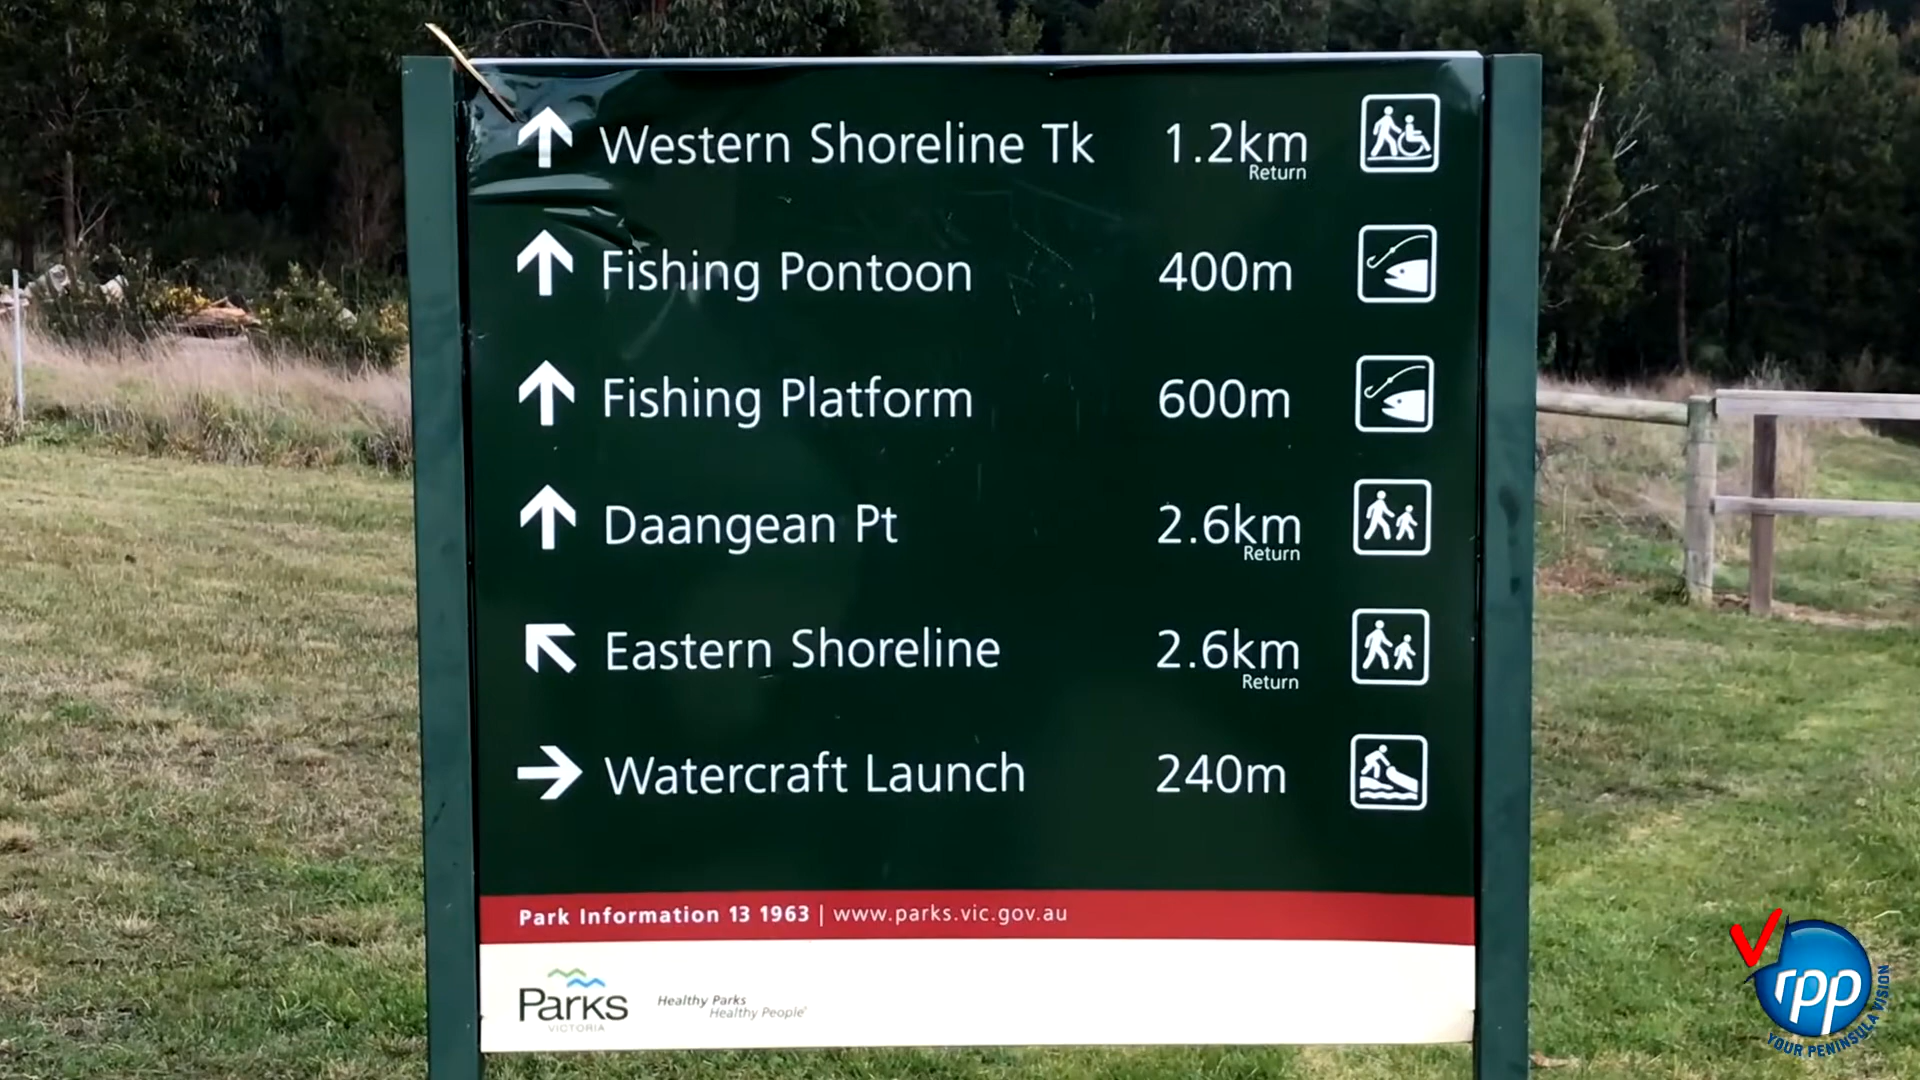 Western Shoreline Tk 1.2km
Return
Fishing Pontoon 400m
Fishing Platform 600m
Daangean Pt 2.6km
Return
Eastern Shoreline 2.6km
Return
Watercraft Launch 240m
Park Information 13 1963 | www.parks.vic.gov.au
Parks
VICTORIA
Healthy Parks
Healthy People
rpp
YOUR PENINSULA VISION